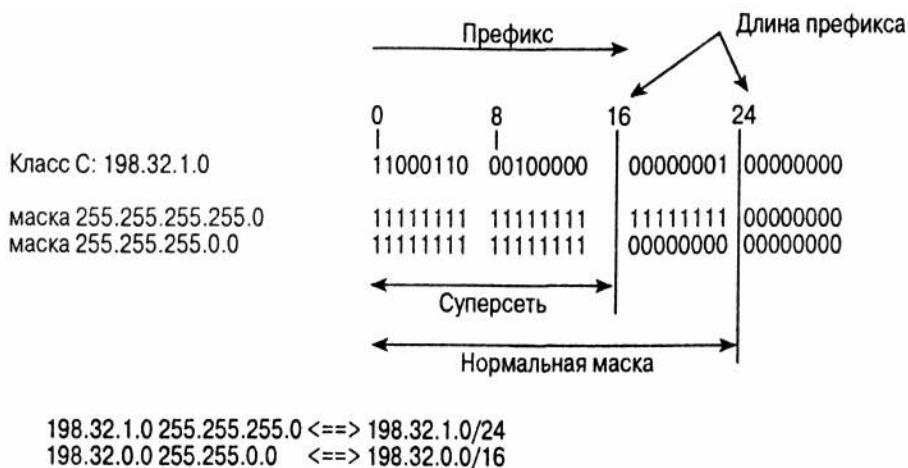 Префикс
Длина префикса
0 8 16 24
Класс C: 198.32.1.0 11000110 00100000 00000001 00000000
маска 255.255.255.255.0 11111111 11111111 11111111 00000000
маска 255.255.255.0.0 11111111 11111111 00000000 00000000
Суперсеть
Нормальная маска
198.32.1.0 255.255.255.0 <==> 198.32.1.0/24
198.32.0.0 255.255.0.0 <==> 198.32.0.0/16